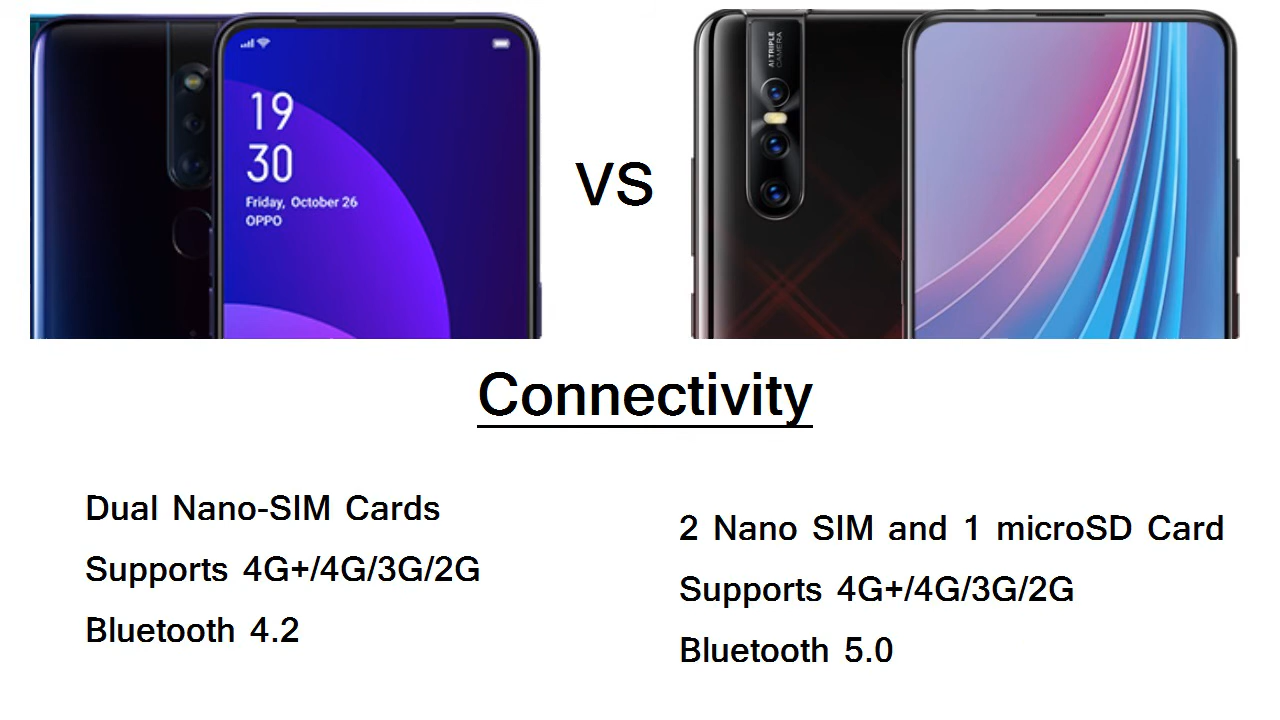 19
30
Friday, October 26
OPPO
AI TRIPLE
CAMERA
VS
Connectivity
Dual Nano-SIM Cards
Supports 4G+/4G/3G/2G
Bluetooth 4.2
2 Nano SIM and 1 microSD Card
Supports 4G+/4G/3G/2G
Bluetooth 5.0